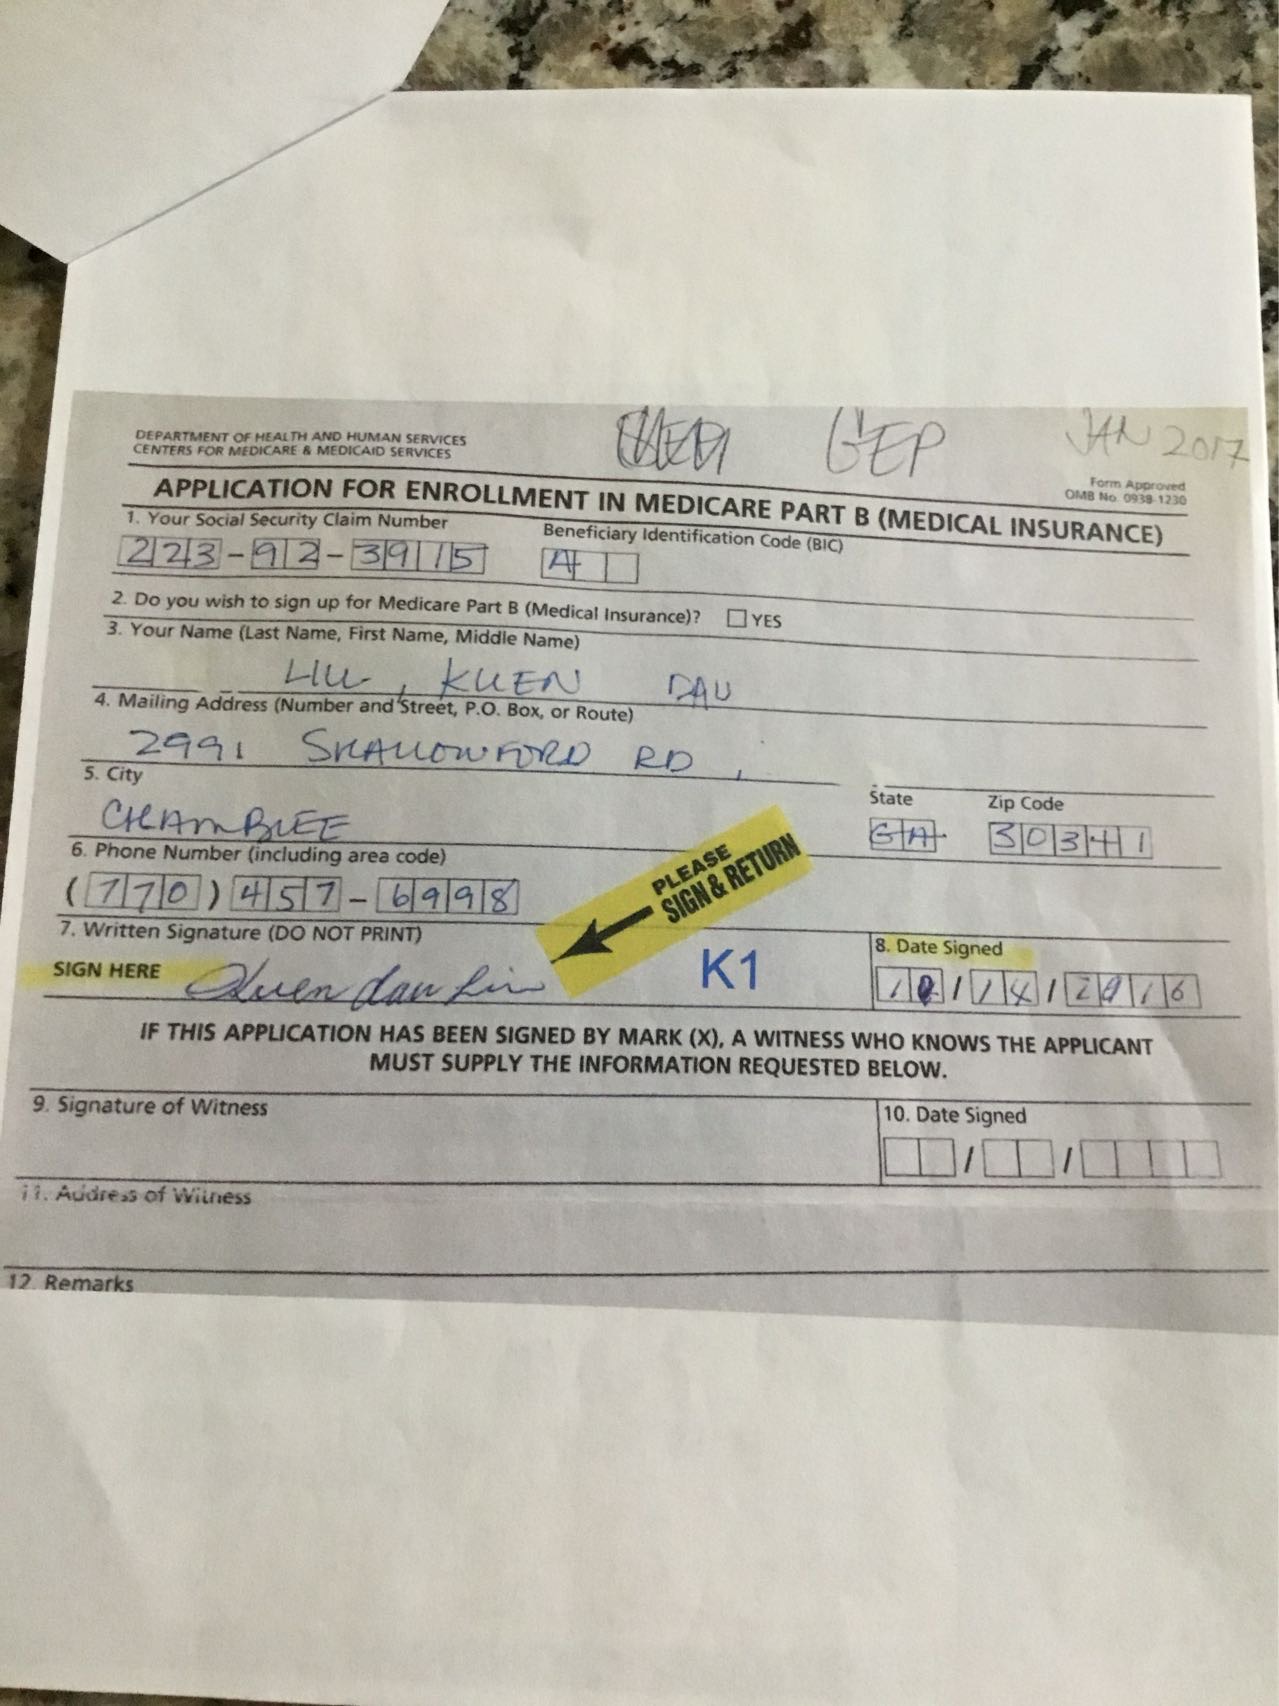 GEP JAN 2017
DEPARTMENT OF HEALTH AND HUMAN SERVICES
CENTERS FOR MEDICARE & MEDICAID SERVICES
Form Approved
OMB No. 0938-1230
APPLICATION FOR ENROLLMENT IN MEDICARE PART B (MEDICAL INSURANCE)
1. Your Social Security Claim Number
Beneficiary Identification Code (BIC)
223-92-3915 A
2. Do you wish to sign up for Medicare Part B (Medical Insurance)? YES
3. Your Name (Last Name, First Name, Middle Name)
LIU, KUEN DAU
4. Mailing Address (Number and Street, P.O. Box, or Route)
2991 SHALLOWFORD RD,
5. City State Zip Code
CHAMBLEE GA 30341
6. Phone Number (including area code)
(770) 457-6998
PLEASE
SIGN & RETURN
7. Written Signature (DO NOT PRINT)
8. Date Signed
SIGN HERE Kuen dau Liu K1 /14/2016
IF THIS APPLICATION HAS BEEN SIGNED BY MARK (X), A WITNESS WHO KNOWS THE APPLICANT
MUST SUPPLY THE INFORMATION REQUESTED BELOW.
9. Signature of Witness
10. Date Signed
/ /
11. Address of Witness
12. Remarks